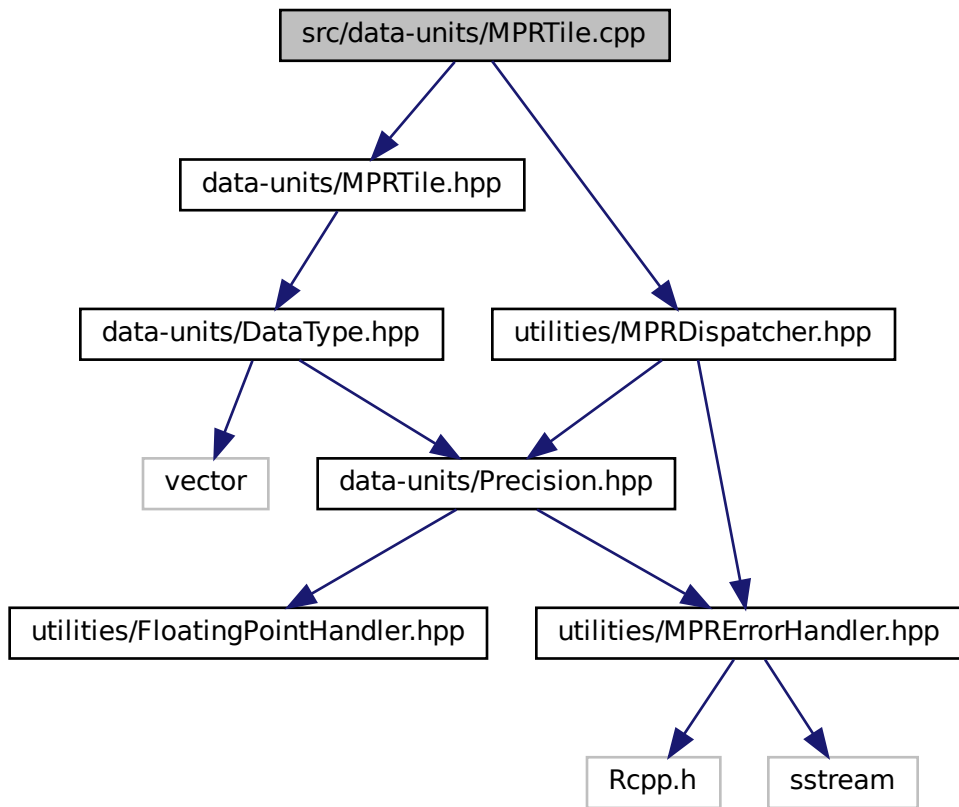 src/data-units/MPRTile.cpp
data-units/MPRTile.hpp
data-units/DataType.hpp
utilities/MPRDispatcher.hpp
vector
data-units/Precision.hpp
utilities/FloatingPointHandler.hpp
utilities/MPRErrorHandler.hpp
Rcpp.h
sstream